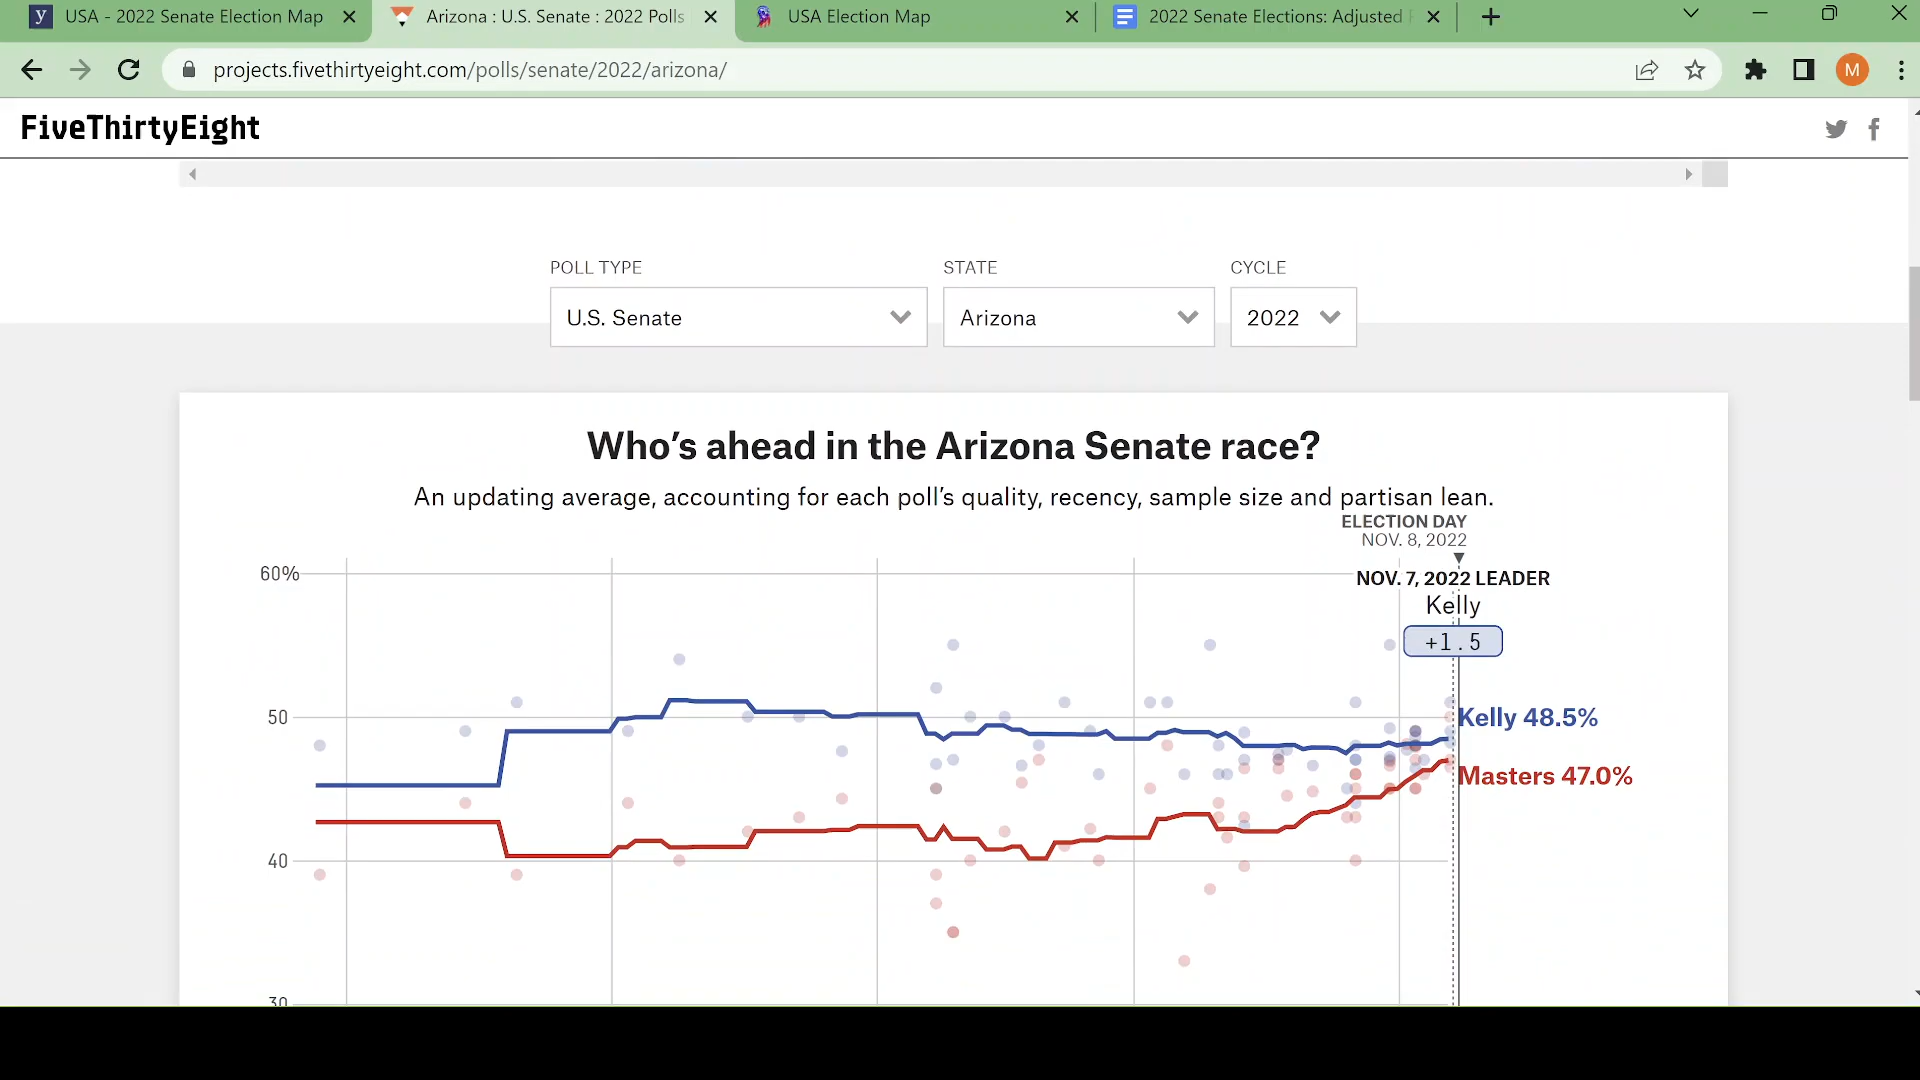 y USA - 2022 Senate Election Map
Arizona : U.S. Senate : 2022 Polls
USA Election Map
2022 Senate Elections: Adjusted
projects.fivethirtyeight.com/polls/senate/2022/arizona/
M
FiveThirtyEight
POLL TYPE
STATE
CYCLE
U.S. Senate
Arizona
2022
Who's ahead in the Arizona Senate race?
An updating average, accounting for each poll's quality, recency, sample size and partisan lean.
ELECTION DAY
NOV. 8, 2022
60%
NOV. 7, 2022 LEADER
Kelly
+1.5
50
Kelly 48.5%
Masters 47.0%
40
30